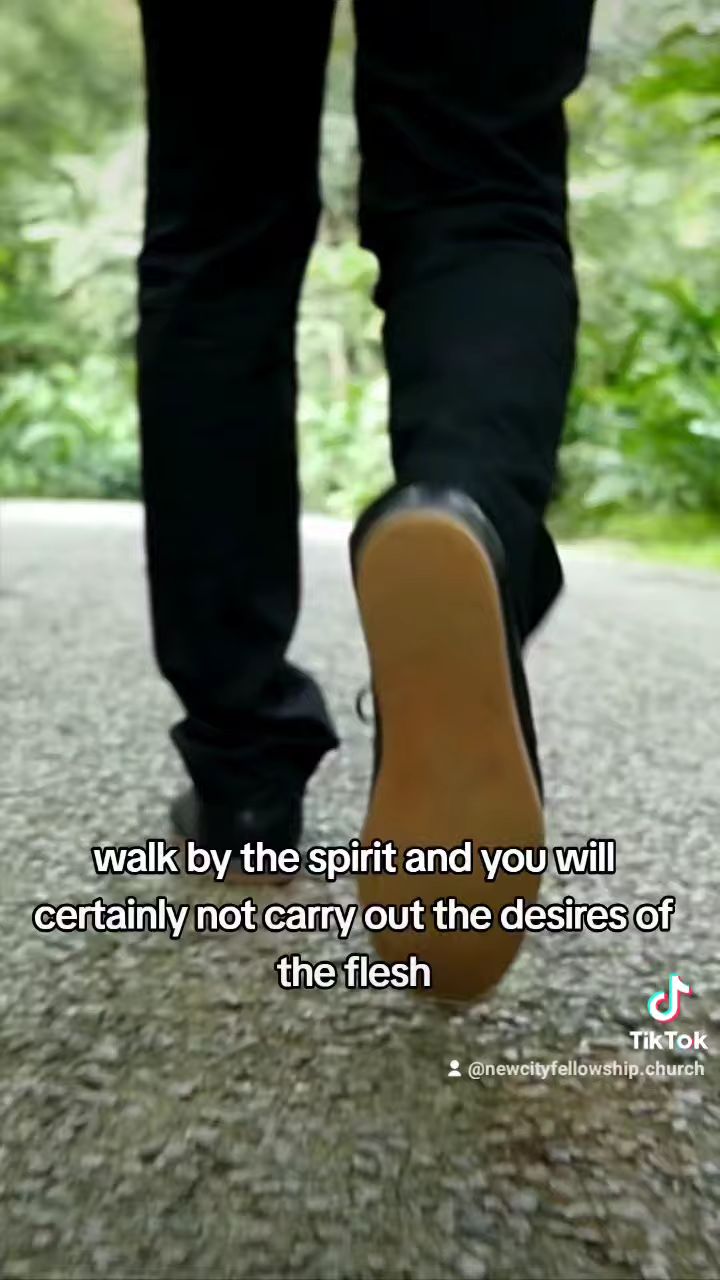 walk by the spirit and you will
certainly not carry out the desires of
the flesh
TikTok
@newcityfellowship.church